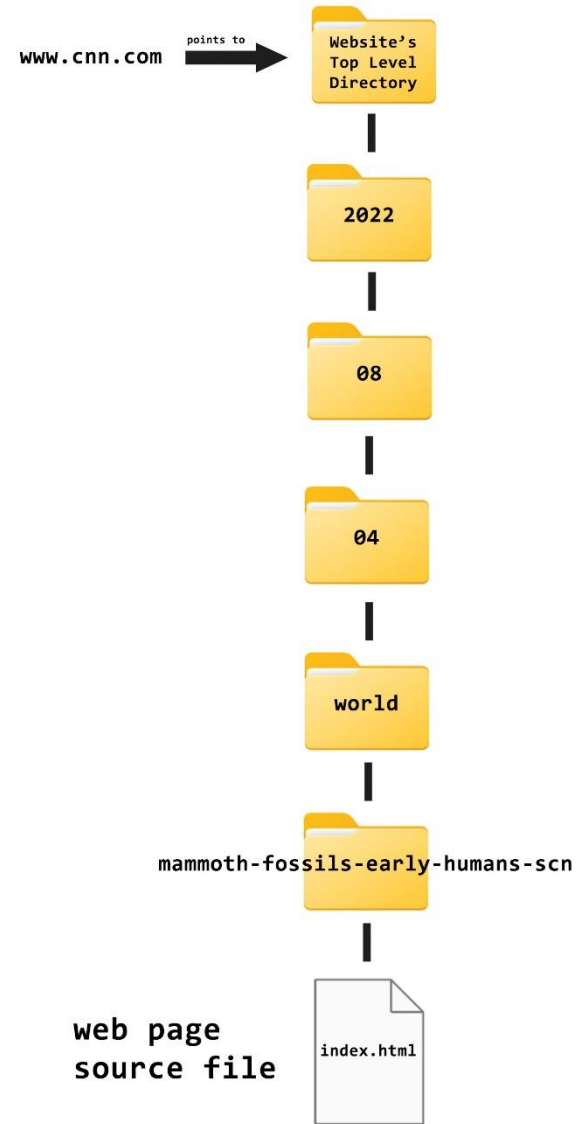 points to
www.cnn.com
Website's
Top Level
Directory
2022
08
04
world
mammoth-fossils-early-humans-scn
web page
source file
index.html